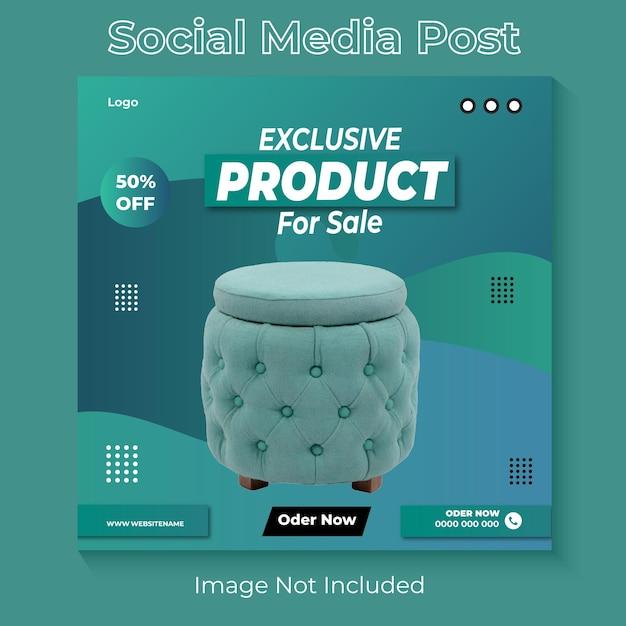 Social Media Post
Logo
EXCLUSIVE
PRODUCT
For Sale
50%
OFF
Oder Now
WWW.WEBSITENAME
ODER NOW
0000 000 000
Image Not Included